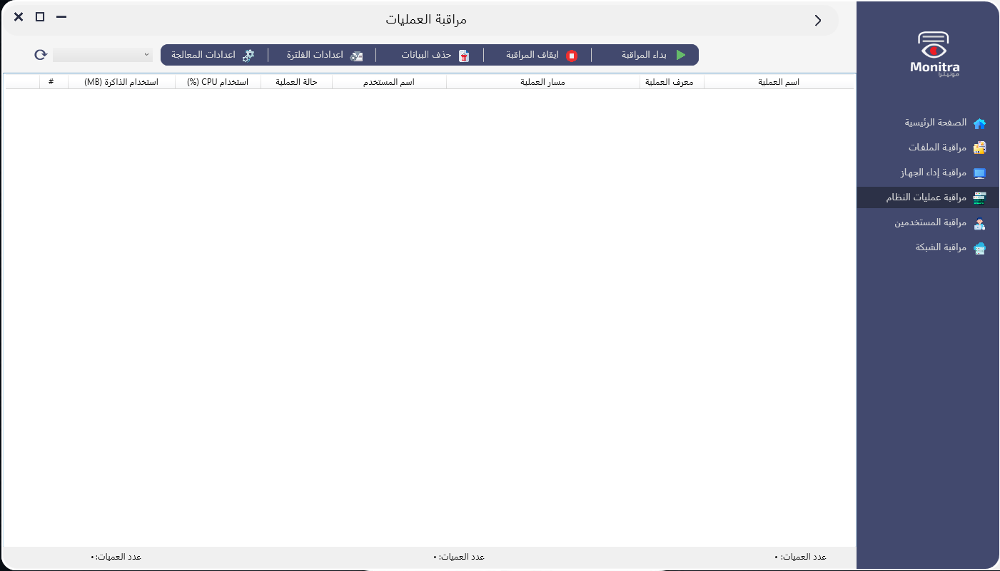 مراقبة العمليات
بداء المراقبة
ايقاف المراقبة
حذف البيانات
اعدادات الفلترة
اعدادات المعالجة
اسم العملية
معرف العملية
مسار العملية
اسم المستخدم
حالة العملية
استخدام CPU (%)
استخدام الذاكرة (MB)
#
عدد العميات: ٠
عدد العميات: ٠
عدد العميات: ٠
Monitra
مونيترا
الصفحة الرئيسية
مراقبة الملفات
مراقبة إداء الجهاز
مراقبة عمليات النظام
مراقبة المستخدمين
مراقبة الشبكة